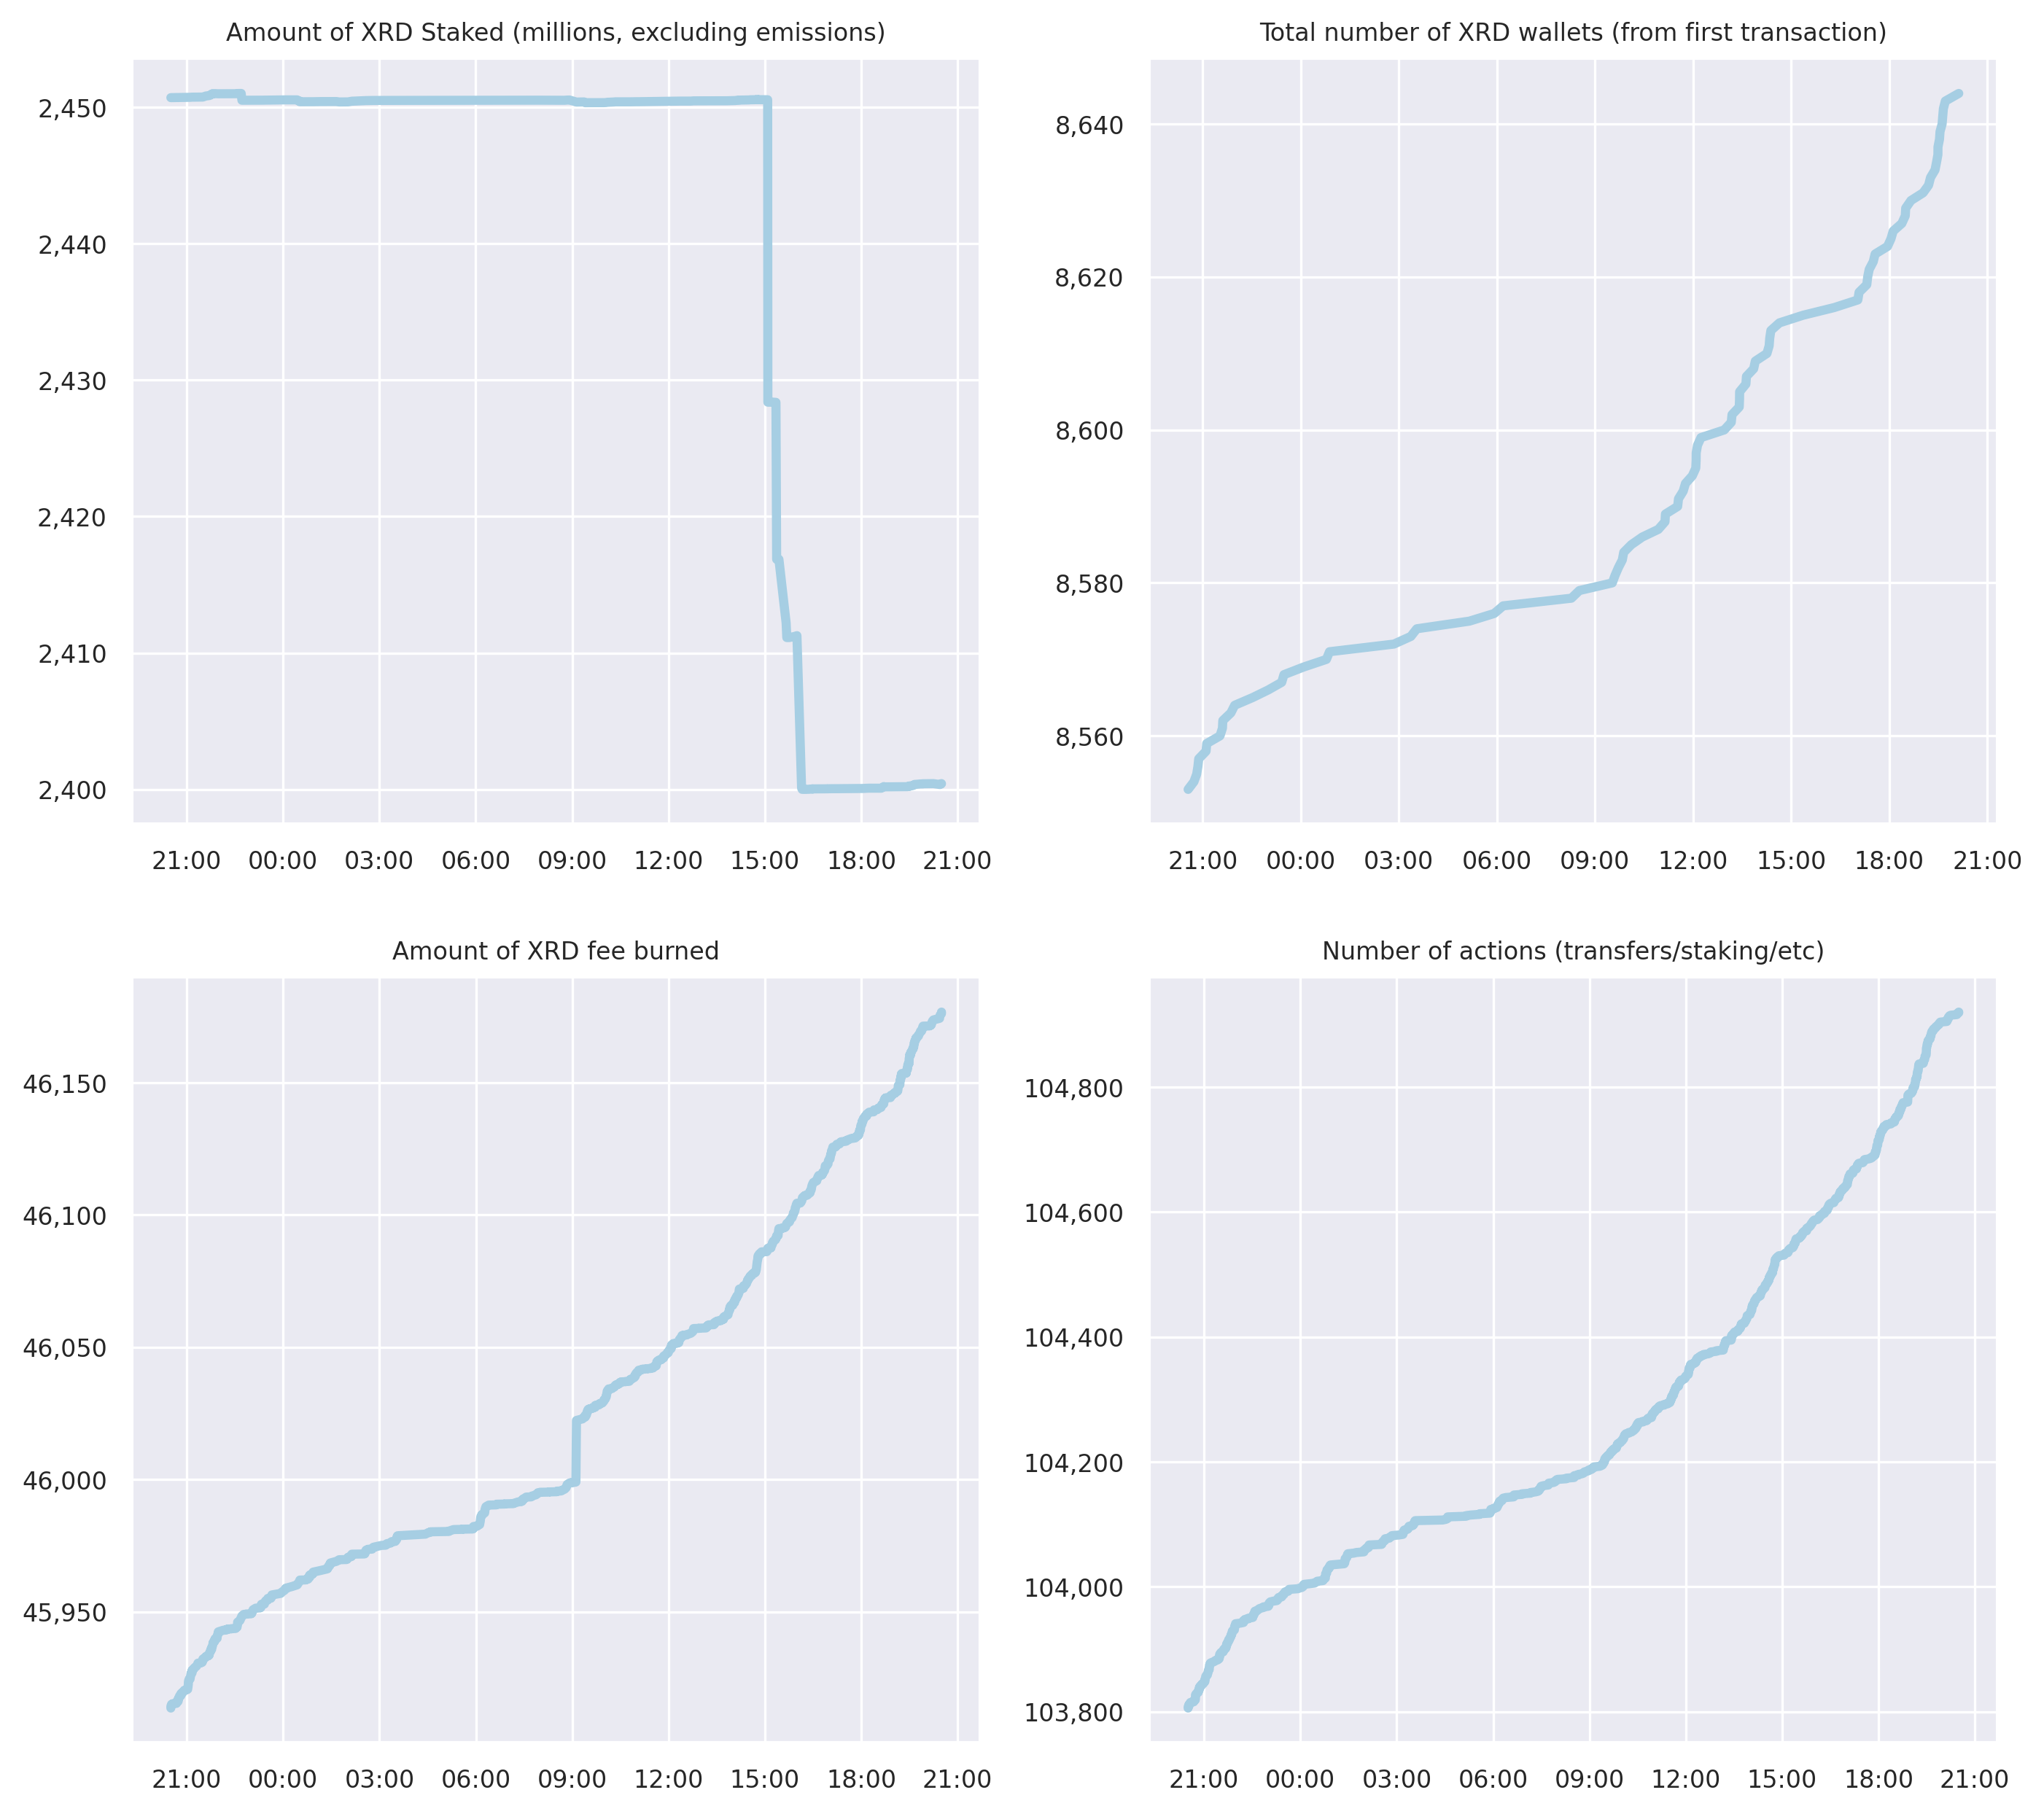 Amount of XRD Staked (millions, excluding emissions)
2,450
2,440
2,430
2,420
2,410
2,400
21:00 00:00 03:00 06:00 09:00 12:00 15:00 18:00 21:00
Total number of XRD wallets (from first transaction)
8,640
8,620
8,600
8,580
8,560
21:00 00:00 03:00 06:00 09:00 12:00 15:00 18:00 21:00
Amount of XRD fee burned
46,150
46,100
46,050
46,000
45,950
21:00 00:00 03:00 06:00 09:00 12:00 15:00 18:00 21:00
Number of actions (transfers/staking/etc)
104,800
104,600
104,400
104,200
104,000
103,800
21:00 00:00 03:00 06:00 09:00 12:00 15:00 18:00 21:00